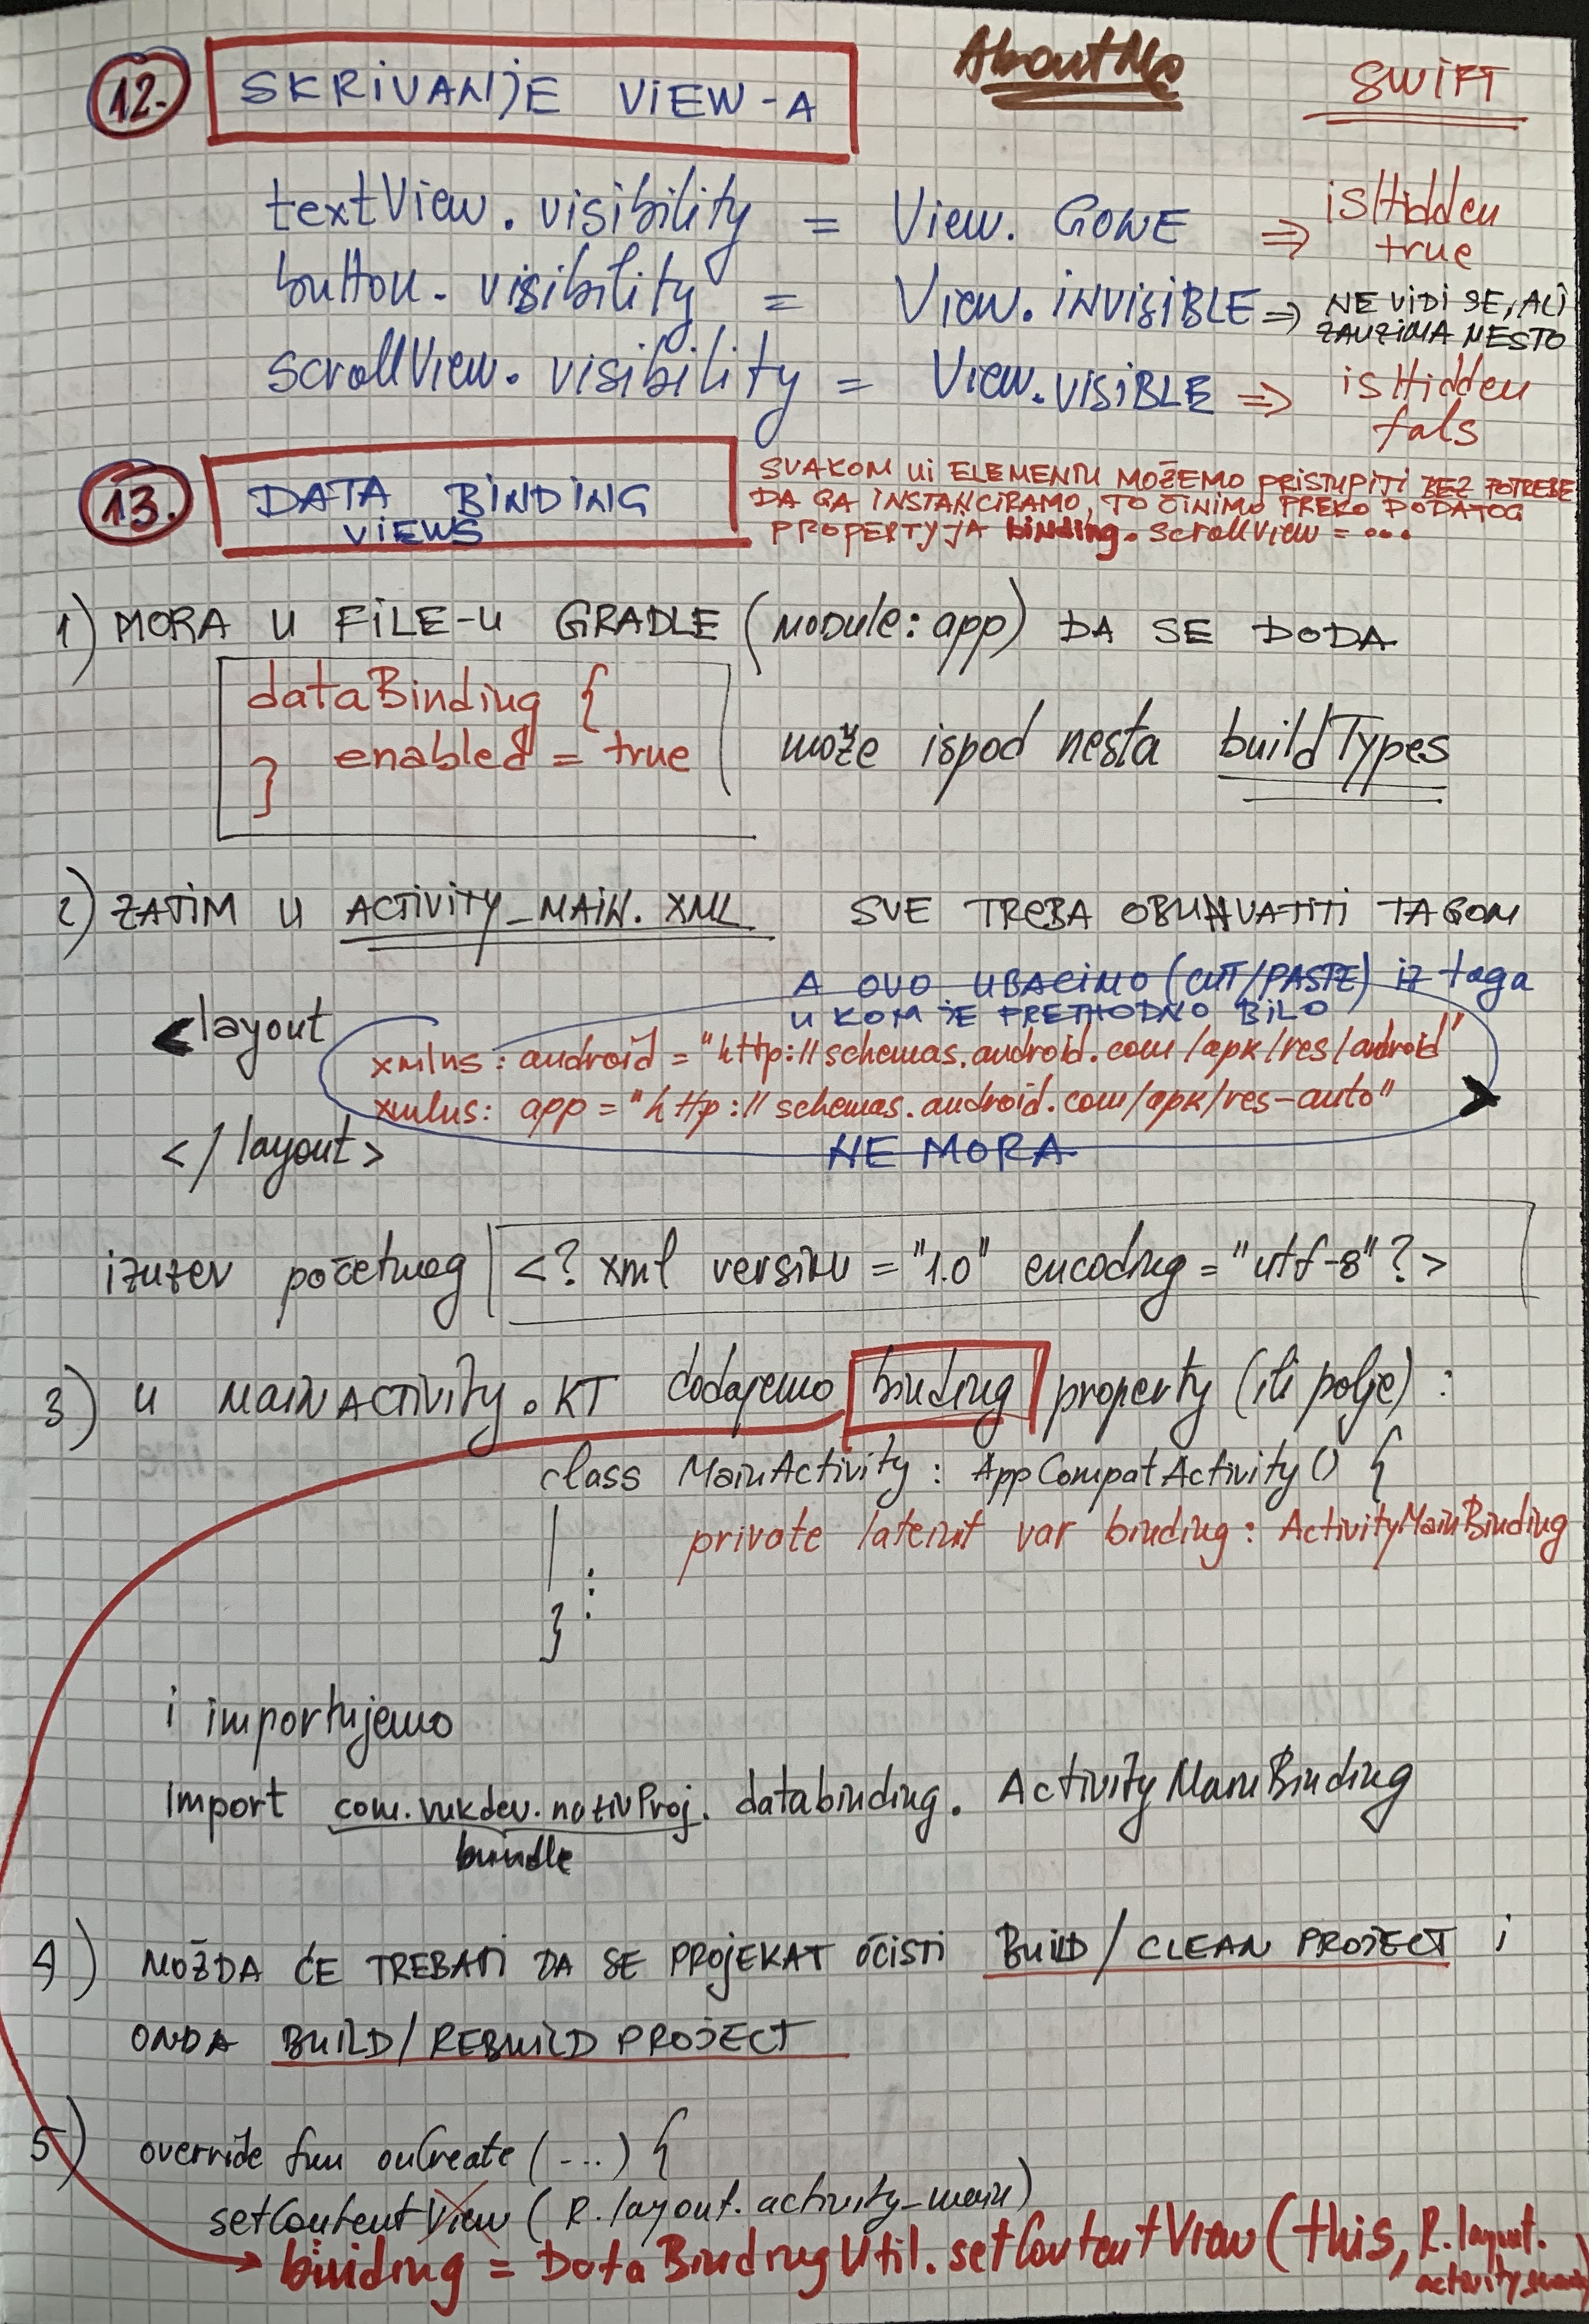 12. SKRIVANJE VIEW-A
AboutMe
SWIFT
textView.visibility = View.GONE => isHidden true
button.visibility = View.INVISIBLE => NE VIDI SE, ALI ZAUZIMA MESTO
scrollView.visibility = View.VISIBLE => isHidden fals
13. DATA BINDING VIEWS
SVAKOM UI ELEMENTU MOŽEMO PRISTUPITI BEZ POTREBE
DA GA INSTANCIRAMO, TO ČINIMO PREKO DODATOG
PROPERTYJA binding.scrollView = ...
1) MORA U FILE-U GRADLE (MODULE: app) DA SE DODA
dataBinding {
enabled = true
}
može ispod nesta buildTypes
2) ZATIM U ACTIVITY_MAIN.XML SVE TREBA OBUHVATITI TAGOM
A OVO UBACIMO (CUT/PASTE) iz taga
U KOM JE PRETHODNO BILO
<layout
xmlns:android="http://schemas.android.com/apk/res/android"
xmlns:app="http://schemas.android.com/apk/res-auto" >
</layout>
NE MORA
izuzev početnog <?xml version="1.0" encoding="utf-8"?>
3) U MAINACTIVITY.KT dodajemo binding property (ili polje):
class MainActivity : AppCompatActivity() {
private lateinit var binding: ActivityMainBinding
:
}
i importujemo
Import com.vukdev.nativProj.databinding.ActivityMainBinding
bundle
4) MOŽDA ĆE TREBATI DA SE PROJEKAT OČISTI BUILD/CLEAN PROJECT i
ONDA BUILD/REBUILD PROJECT
5) override fun onCreate(...) {
setContentView(R.layout.activity_main)
binding = DataBindingUtil.setContentView(this, R.layout.
activity_main)